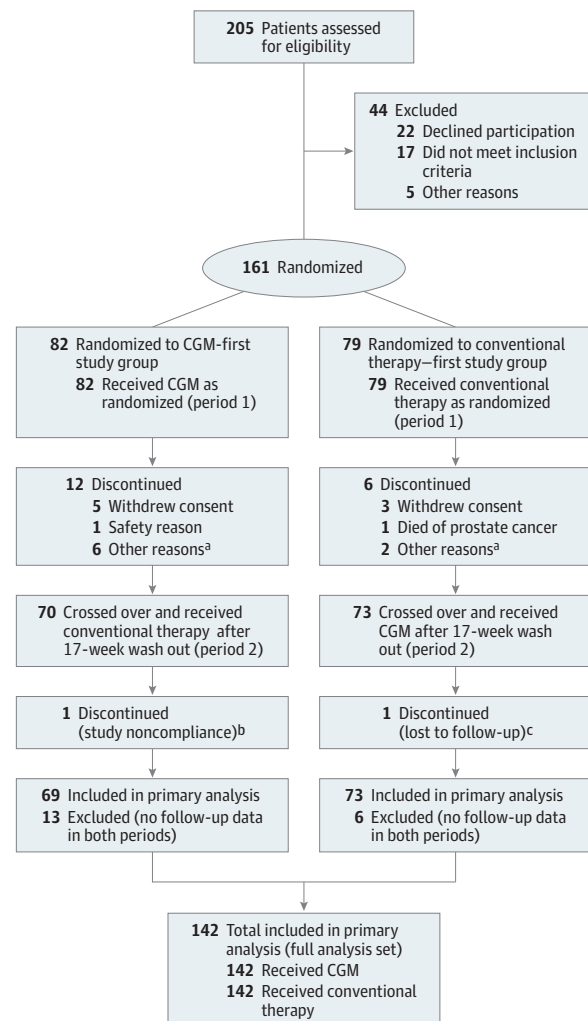 205 Patients assessed
for eligibility
44 Excluded
22 Declined participation
17 Did not meet inclusion
criteria
5 Other reasons
161 Randomized
82 Randomized to CGM-first
study group
82 Received CGM as
randomized (period 1)
79 Randomized to conventional
therapy–first study group
79 Received conventional
therapy as randomized
(period 1)
12 Discontinued
5 Withdrew consent
1 Safety reason
6 Other reasonsa
6 Discontinued
3 Withdrew consent
1 Died of prostate cancer
2 Other reasonsa
70 Crossed over and received
conventional therapy after
17-week wash out (period 2)
73 Crossed over and received
CGM after 17-week wash
out (period 2)
1 Discontinued
(study noncompliance)b
1 Discontinued
(lost to follow-up)c
69 Included in primary analysis
13 Excluded (no follow-up data
in both periods)
73 Included in primary analysis
6 Excluded (no follow-up data
in both periods)
142 Total included in primary
analysis (full analysis set)
142 Received CGM
142 Received conventional
therapy